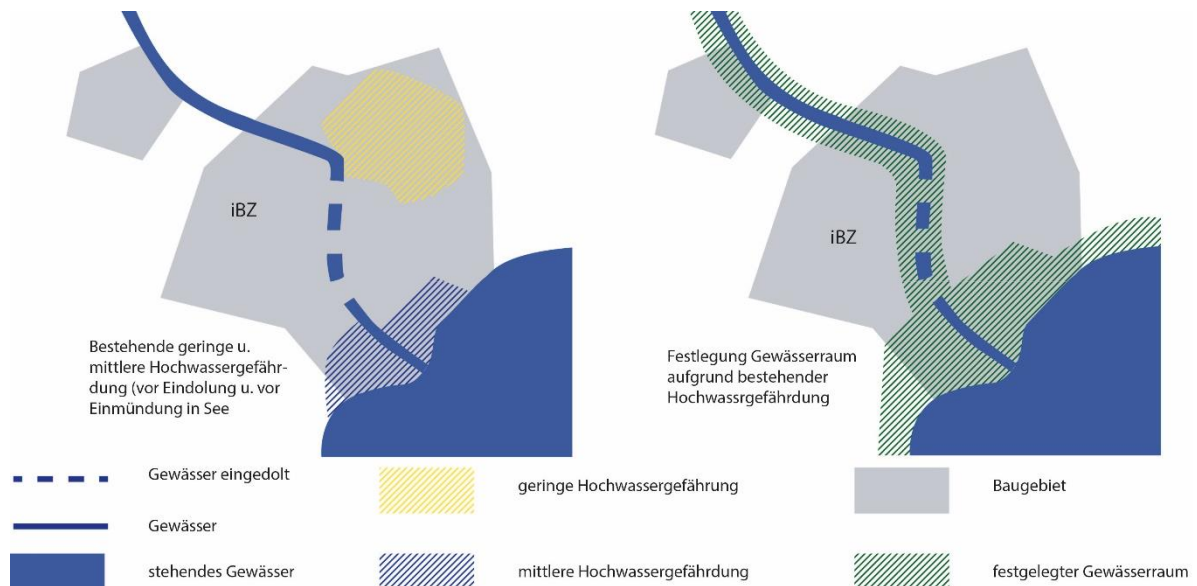 iBZ
Bestehende geringe u.
mittlere Hochwassergefähr-
dung (vor Eindolung u. vor
Einmündung in See
iBZ
Festlegung Gewässerraum
aufgrund bestehender
Hochwassrgefährdung
Gewässer eingedolt
Gewässer
stehendes Gewässer
geringe Hochwassergefährung
mittlere Hochwassergefährdung
Baugebiet
festgelegter Gewässerraum